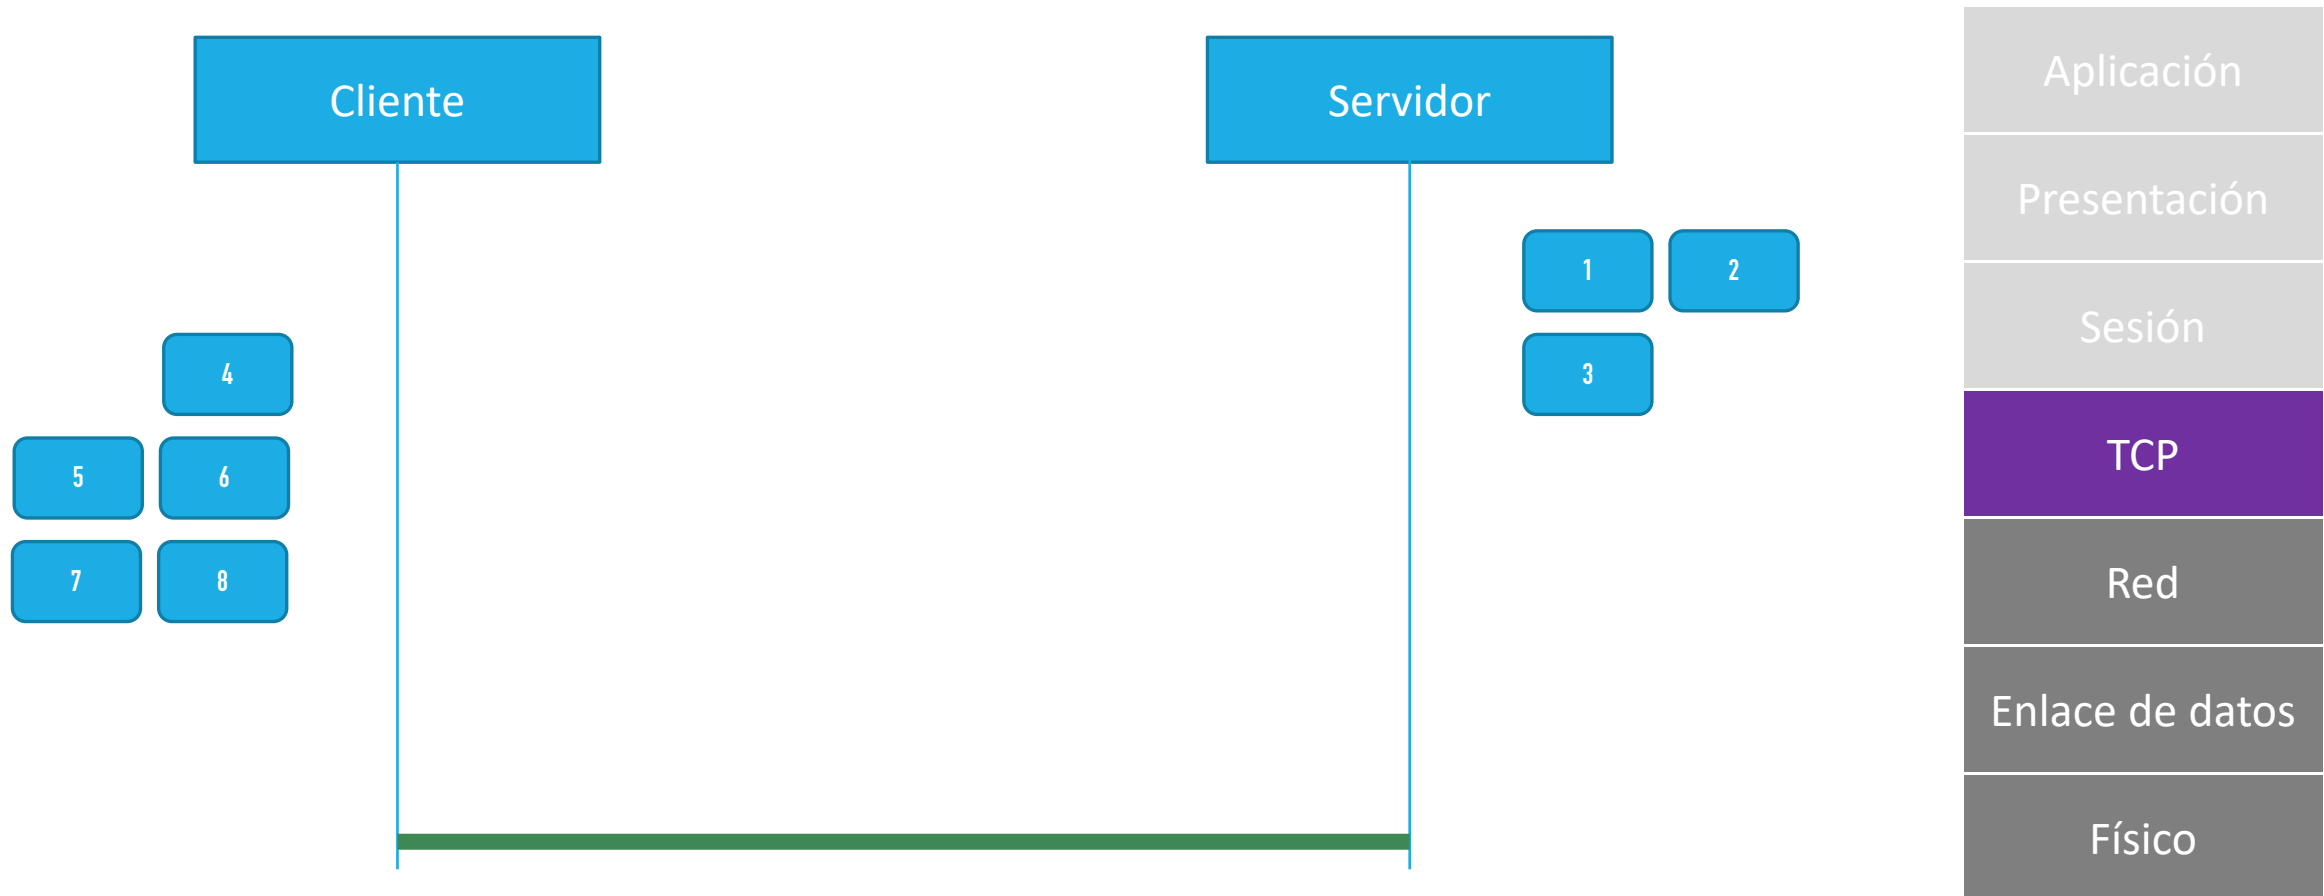 Cliente
Servidor
1
2
4
3
5
6
7
8
Aplicación
Presentación
Sesión
TCP
Red
Enlace de datos
Físico